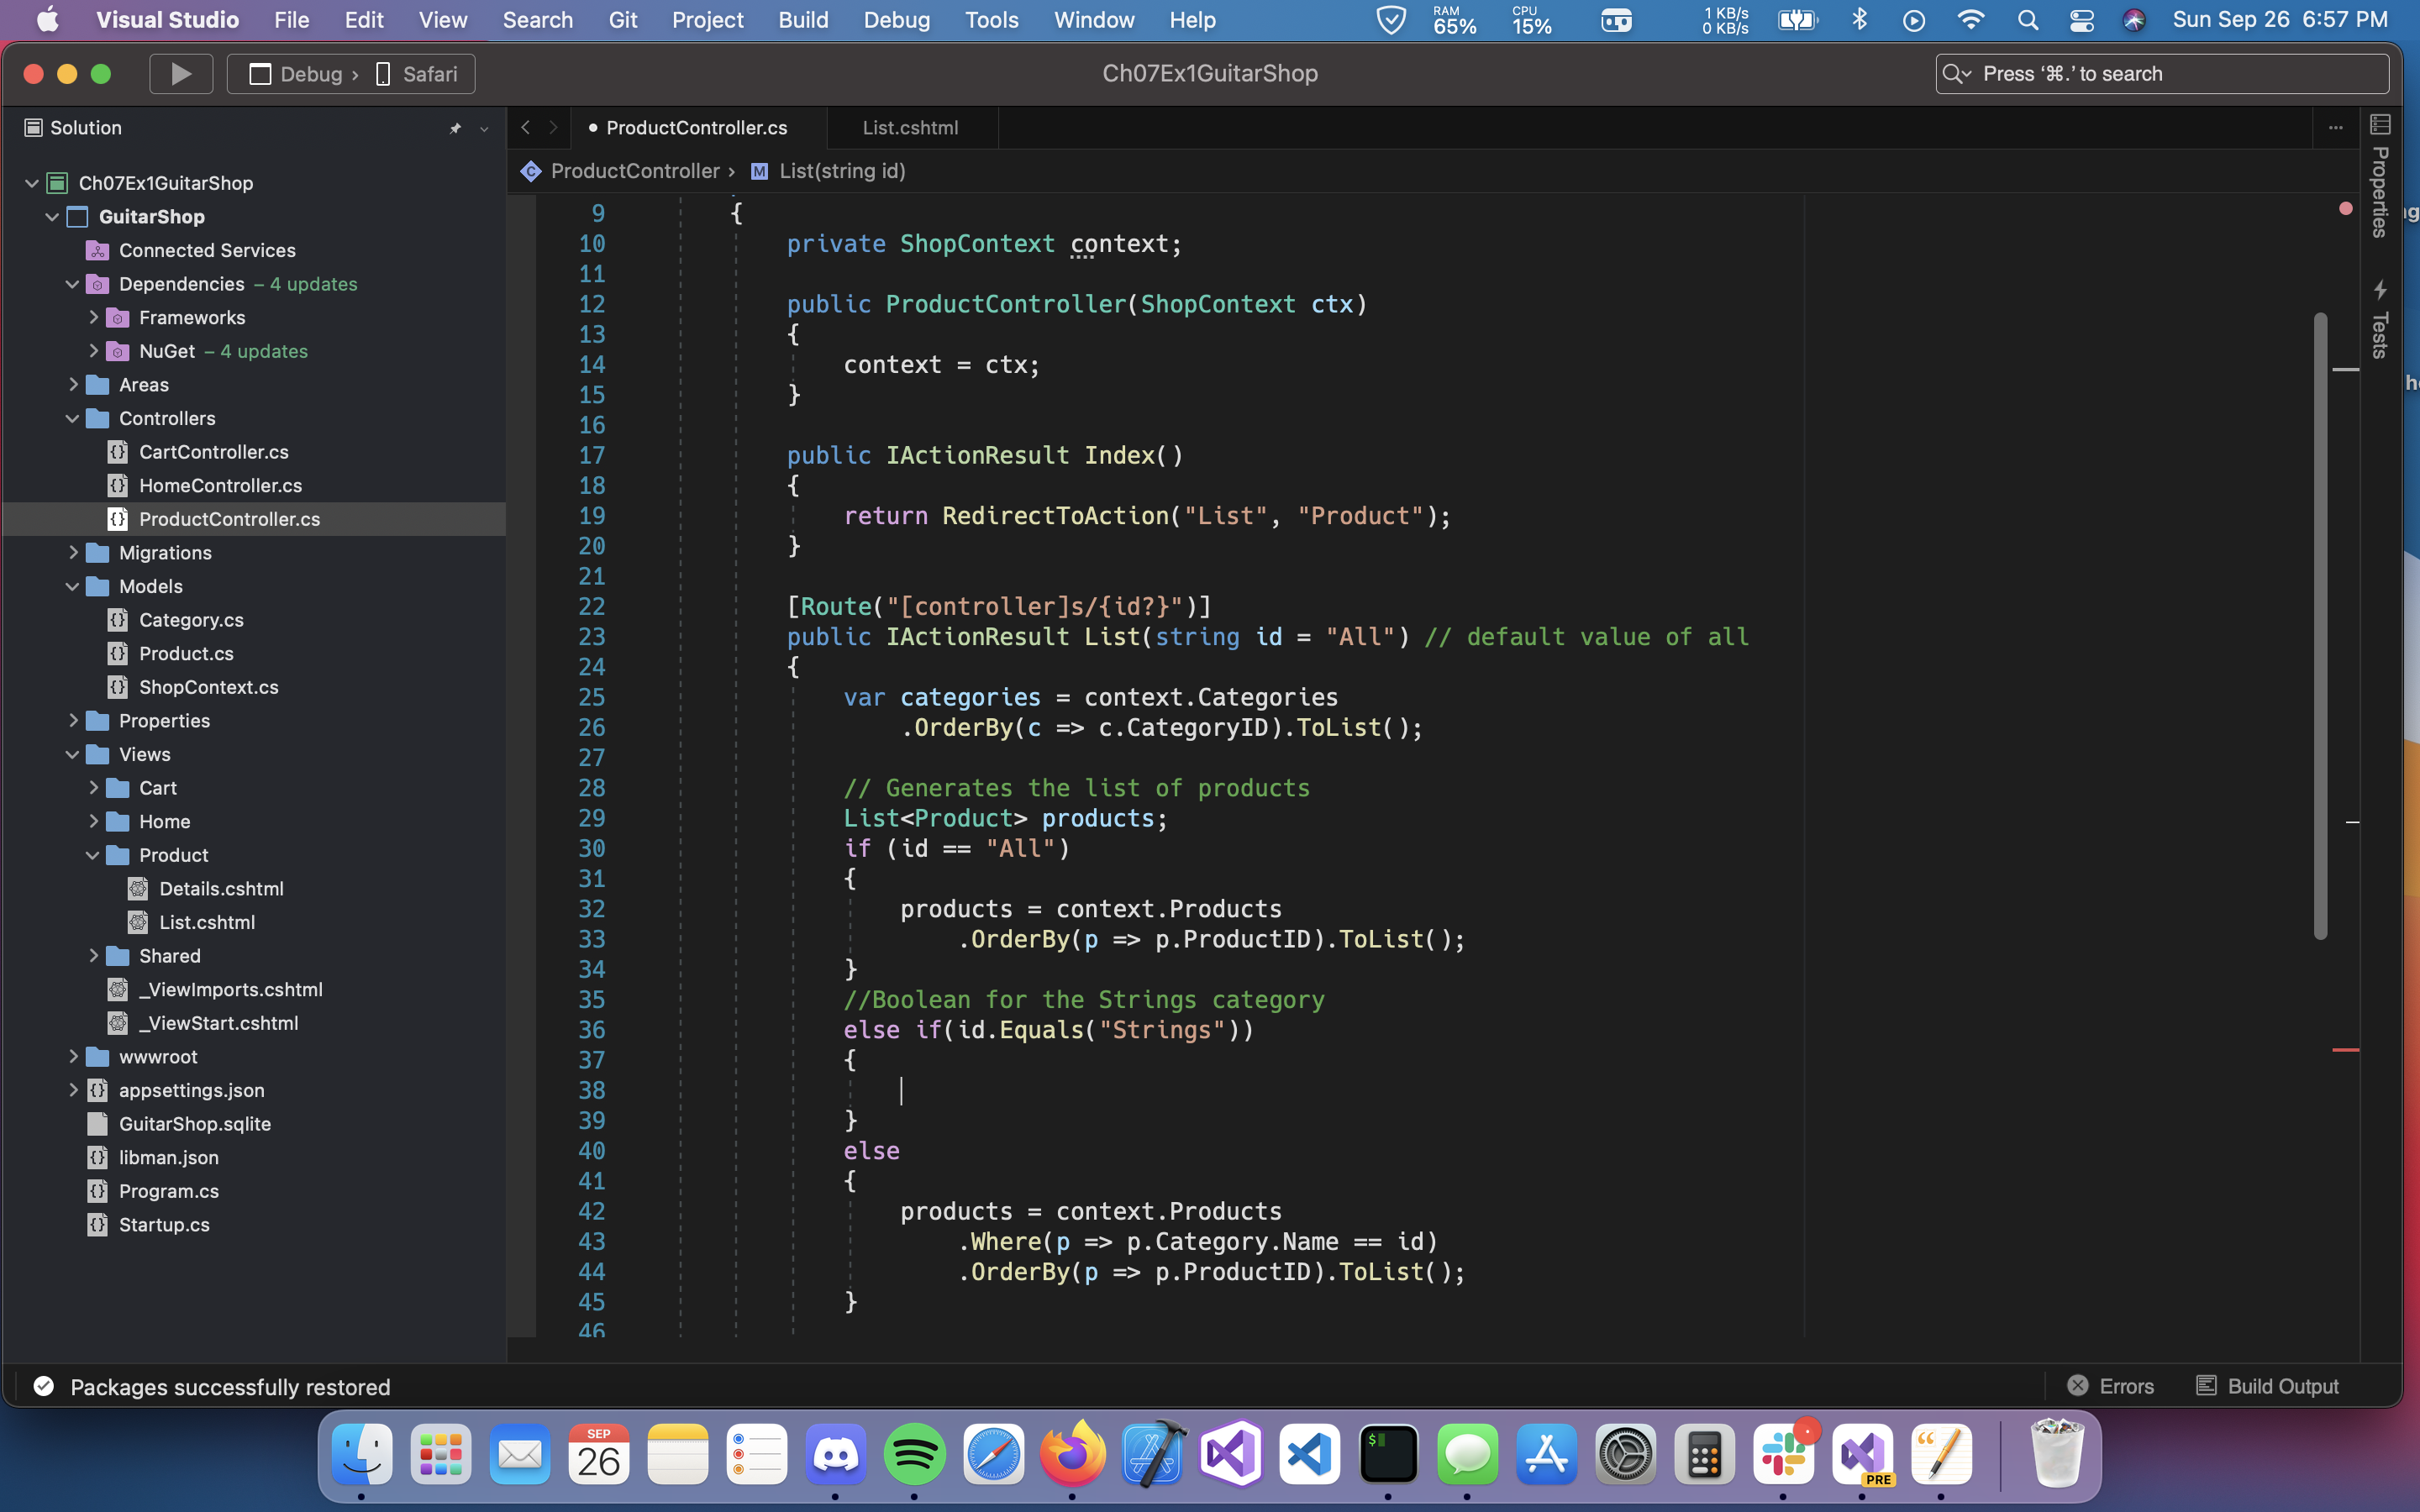 Visual Studio File Edit View Search Git Project Build Debug Tools Window Help RAM 65% CPU 15% 1 KB/s 0 KB/s Sun Sep 26 6:57 PM
Debug › Safari Ch07Ex1GuitarShop Press ‘⌘.’ to search
Solution
Ch07Ex1GuitarShop
GuitarShop
Connected Services
Dependencies – 4 updates
Frameworks
NuGet – 4 updates
Areas
Controllers
CartController.cs
HomeController.cs
ProductController.cs
Migrations
Models
Category.cs
Product.cs
ShopContext.cs
Properties
Views
Cart
Home
Product
Details.cshtml
List.cshtml
Shared
_ViewImports.cshtml
_ViewStart.cshtml
wwwroot
appsettings.json
GuitarShop.sqlite
libman.json
Program.cs
Startup.cs
ProductController.cs List.cshtml
ProductController › M List(string id)
9 {
10 private ShopContext context;
11
12 public ProductController(ShopContext ctx)
13 {
14 context = ctx;
15 }
16
17 public IActionResult Index()
18 {
19 return RedirectToAction("List", "Product");
20 }
21
22 [Route("[controller]s/{id?}")]
23 public IActionResult List(string id = "All") // default value of all
24 {
25 var categories = context.Categories
26 .OrderBy(c => c.CategoryID).ToList();
27
28 // Generates the list of products
29 List<Product> products;
30 if (id == "All")
31 {
32 products = context.Products
33 .OrderBy(p => p.ProductID).ToList();
34 }
35 //Boolean for the Strings category
36 else if(id.Equals("Strings"))
37 {
38
39 }
40 else
41 {
42 products = context.Products
43 .Where(p => p.Category.Name == id)
44 .OrderBy(p => p.ProductID).ToList();
45 }
46
Properties
Tests
Packages successfully restored Errors Build Output
SEP
26
PRE